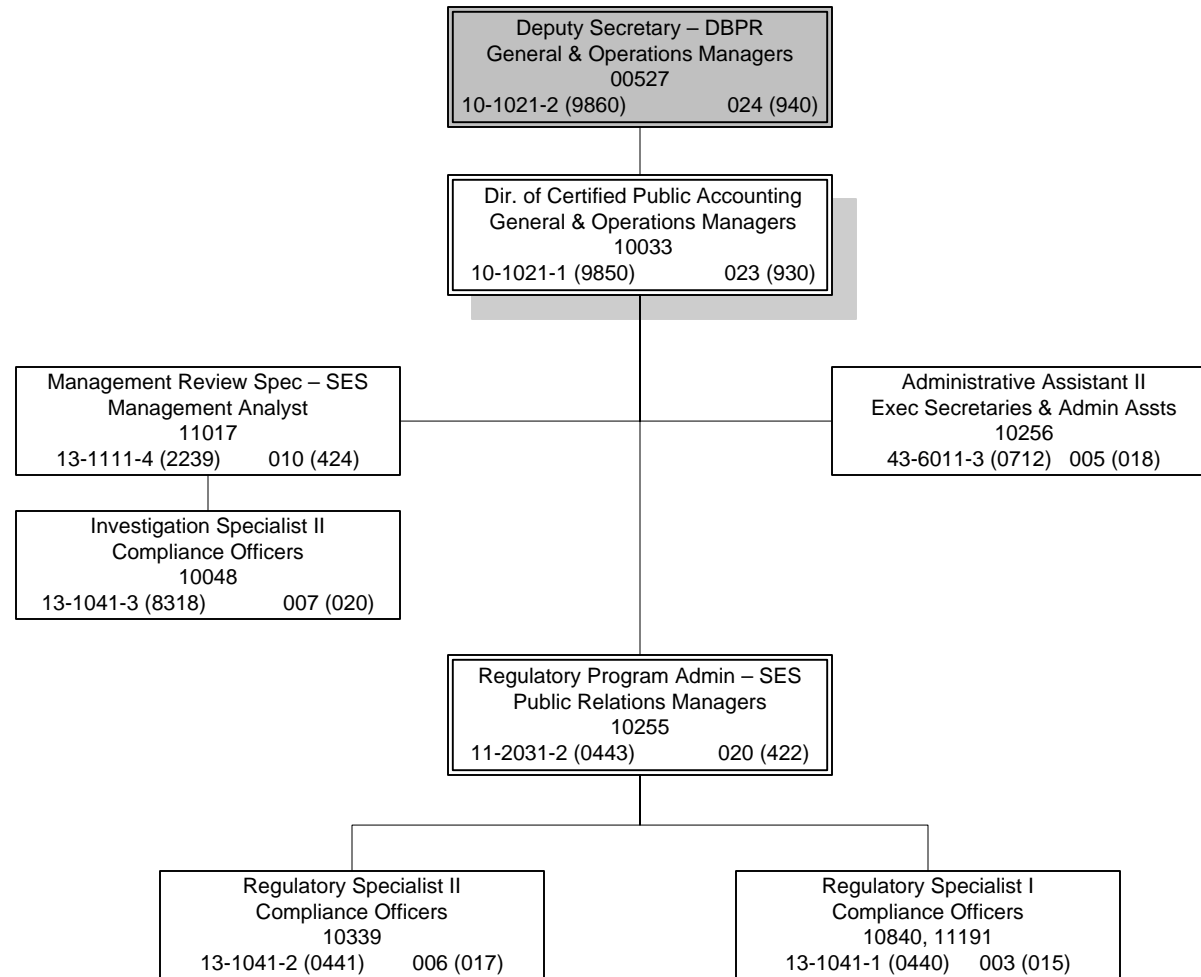 Deputy Secretary – DBPR
General & Operations Managers
00527
10-1021-2 (9860) 024 (940)
Dir. of Certified Public Accounting
General & Operations Managers
10033
10-1021-1 (9850) 023 (930)
Management Review Spec – SES
Management Analyst
11017
13-1111-4 (2239) 010 (424)
Administrative Assistant II
Exec Secretaries & Admin Assts
10256
43-6011-3 (0712) 005 (018)
Investigation Specialist II
Compliance Officers
10048
13-1041-3 (8318) 007 (020)
Regulatory Program Admin – SES
Public Relations Managers
10255
11-2031-2 (0443) 020 (422)
Regulatory Specialist II
Compliance Officers
10339
13-1041-2 (0441) 006 (017)
Regulatory Specialist I
Compliance Officers
10840, 11191
13-1041-1 (0440) 003 (015)